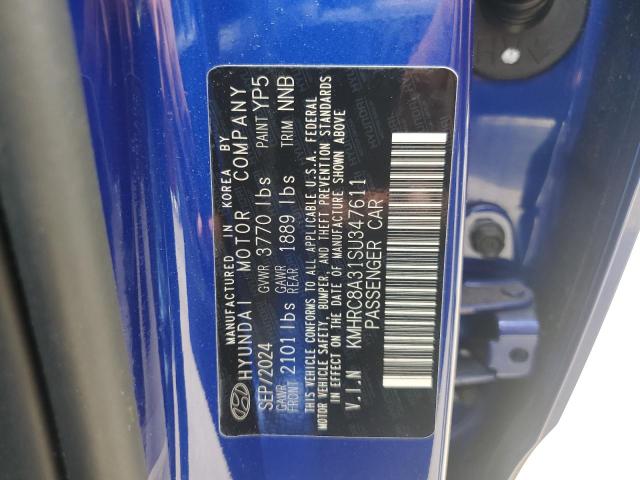 MANUFACTURED IN KOREA BY
HYUNDAI MOTOR COMPANY
SEP/2024 GVWR 3770 lbs PAINT YP5
GAWR FRONT 2101 lbs GAWR REAR 1889 lbs TRIM NNB
THIS VEHICLE CONFORMS TO ALL APPLICABLE U.S.A. FEDERAL
MOTOR VEHICLE SAFETY, BUMPER, AND THEFT PREVENTION STANDARDS
IN EFFECT ON THE DATE OF MANUFACTURE SHOWN ABOVE
V.I.N KMHRC8A31SU347611
PASSENGER CAR